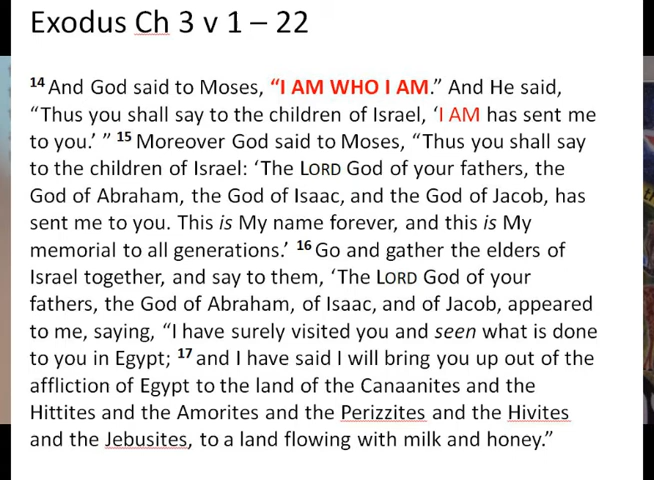 Exodus Ch 3 v 1 – 22
14 And God said to Moses, “I AM WHO I AM.” And He said,
“Thus you shall say to the children of Israel, ‘I AM has sent me
to you.’ ” 15 Moreover God said to Moses, “Thus you shall say
to the children of Israel: ‘The LORD God of your fathers, the
God of Abraham, the God of Isaac, and the God of Jacob, has
sent me to you. This is My name forever, and this is My
memorial to all generations.’ 16 Go and gather the elders of
Israel together, and say to them, ‘The LORD God of your
fathers, the God of Abraham, of Isaac, and of Jacob, appeared
to me, saying, “I have surely visited you and seen what is done
to you in Egypt; 17 and I have said I will bring you up out of the
affliction of Egypt to the land of the Canaanites and the
Hittites and the Amorites and the Perizzites and the Hivites
and the Jebusites, to a land flowing with milk and honey.”